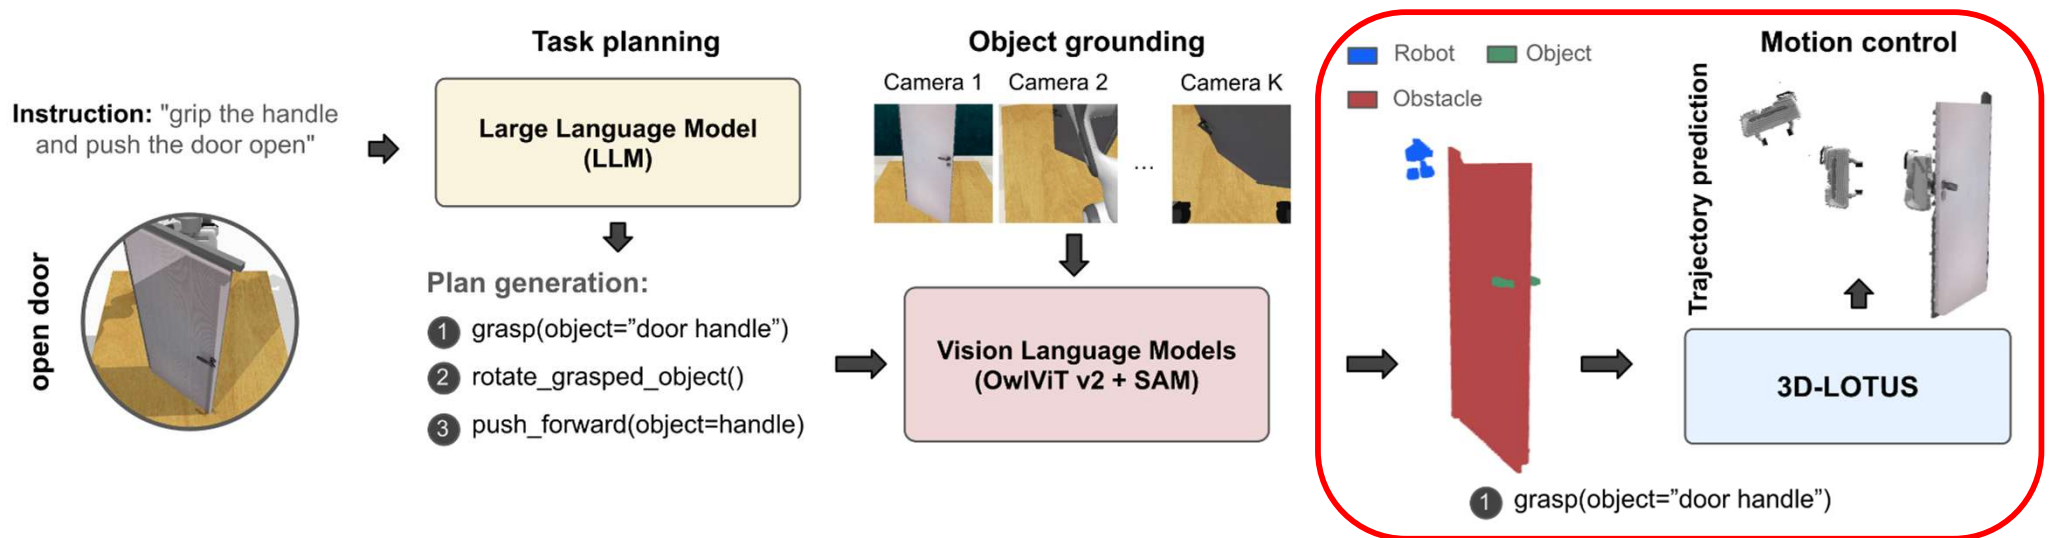 Instruction: "grip the handle
and push the door open"
open door
Task planning
Large Language Model
(LLM)
Plan generation:
1 grasp(object=”door handle”)
2 rotate_grasped_object()
3 push_forward(object=handle)
Object grounding
Camera 1
Camera 2
...
Camera K
Vision Language Models
(OwlViT v2 + SAM)
Robot
Object
Obstacle
Motion control
Trajectory prediction
3D-LOTUS
1 grasp(object=”door handle”)